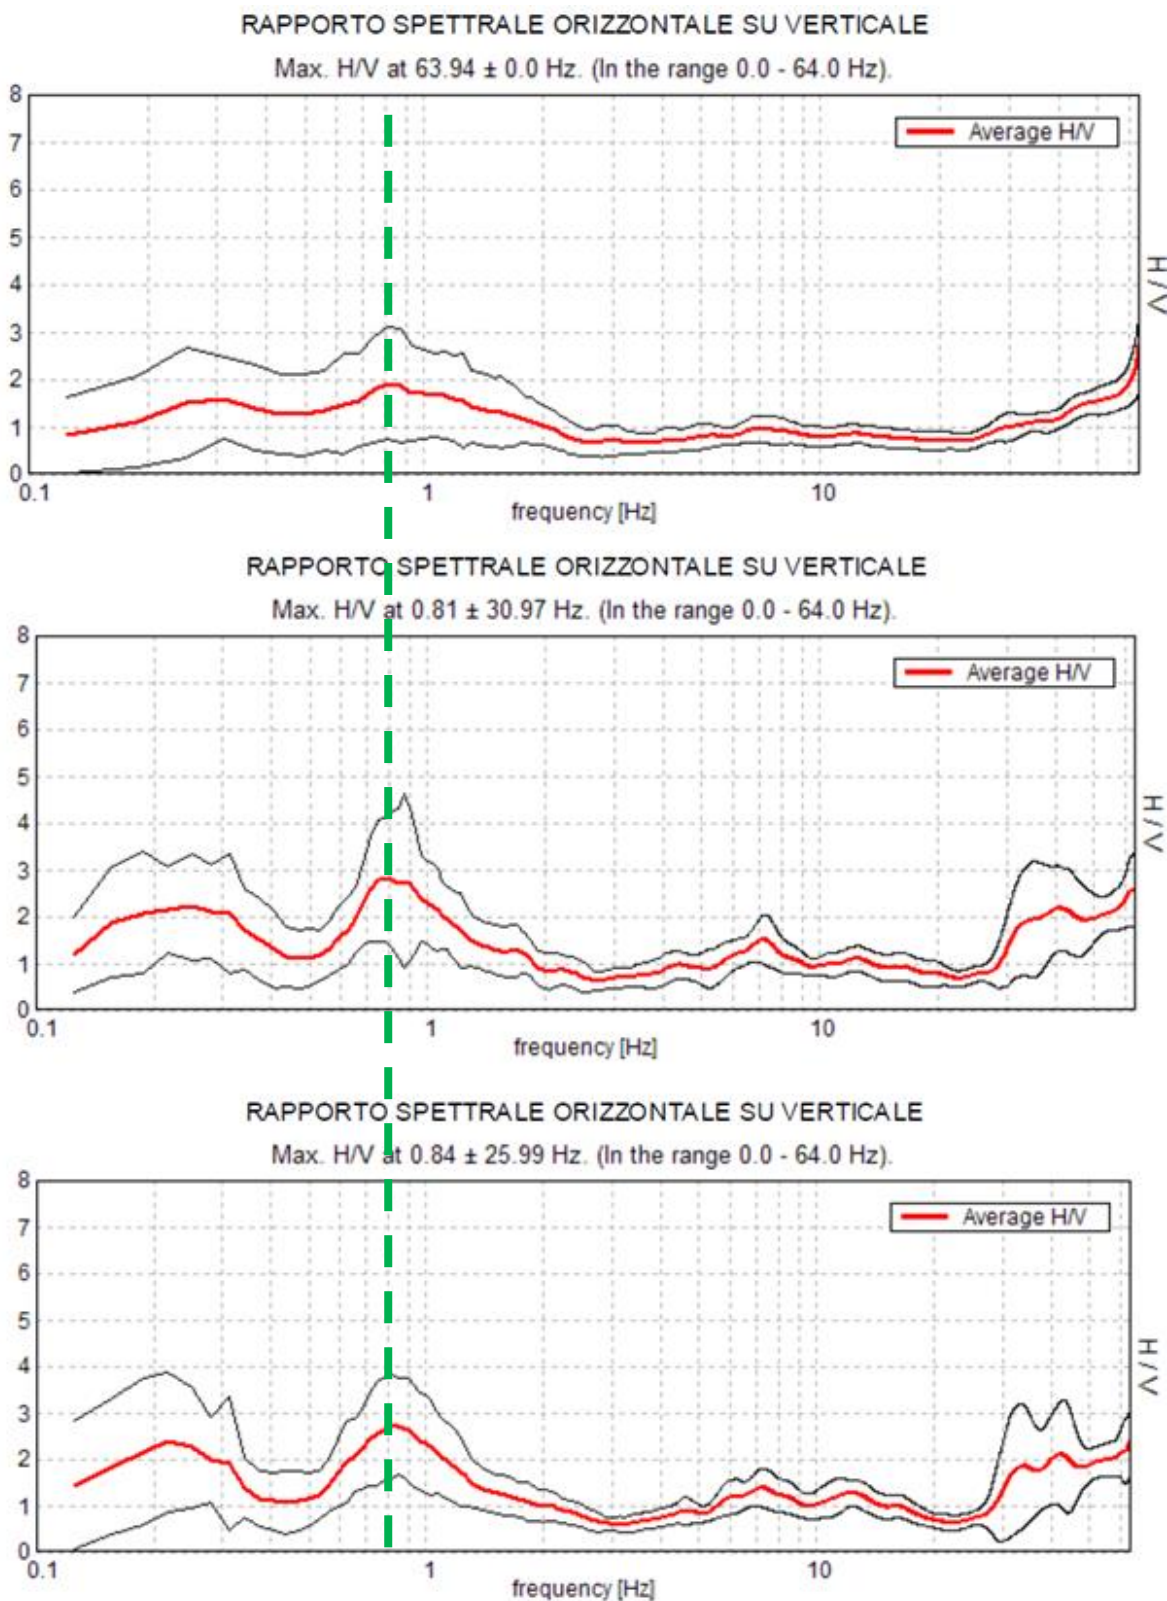 RAPPORTO SPETTRALE ORIZZONTALE SU VERTICALE
Max. H/V at 63.94 ± 0.0 Hz. (In the range 0.0 - 64.0 Hz).
8
7
6
5
4
3
2
1
0
Average H/V
H / V
0.1
1
10
frequency [Hz]
RAPPORTO SPETTRALE ORIZZONTALE SU VERTICALE
Max. H/V at 0.81 ± 30.97 Hz. (In the range 0.0 - 64.0 Hz).
8
7
6
5
4
3
2
1
0
Average H/V
H / V
0.1
1
10
frequency [Hz]
RAPPORTO SPETTRALE ORIZZONTALE SU VERTICALE
Max. H/V at 0.84 ± 25.99 Hz. (In the range 0.0 - 64.0 Hz).
8
7
6
5
4
3
2
1
0
Average H/V
H / V
0.1
1
10
frequency [Hz]